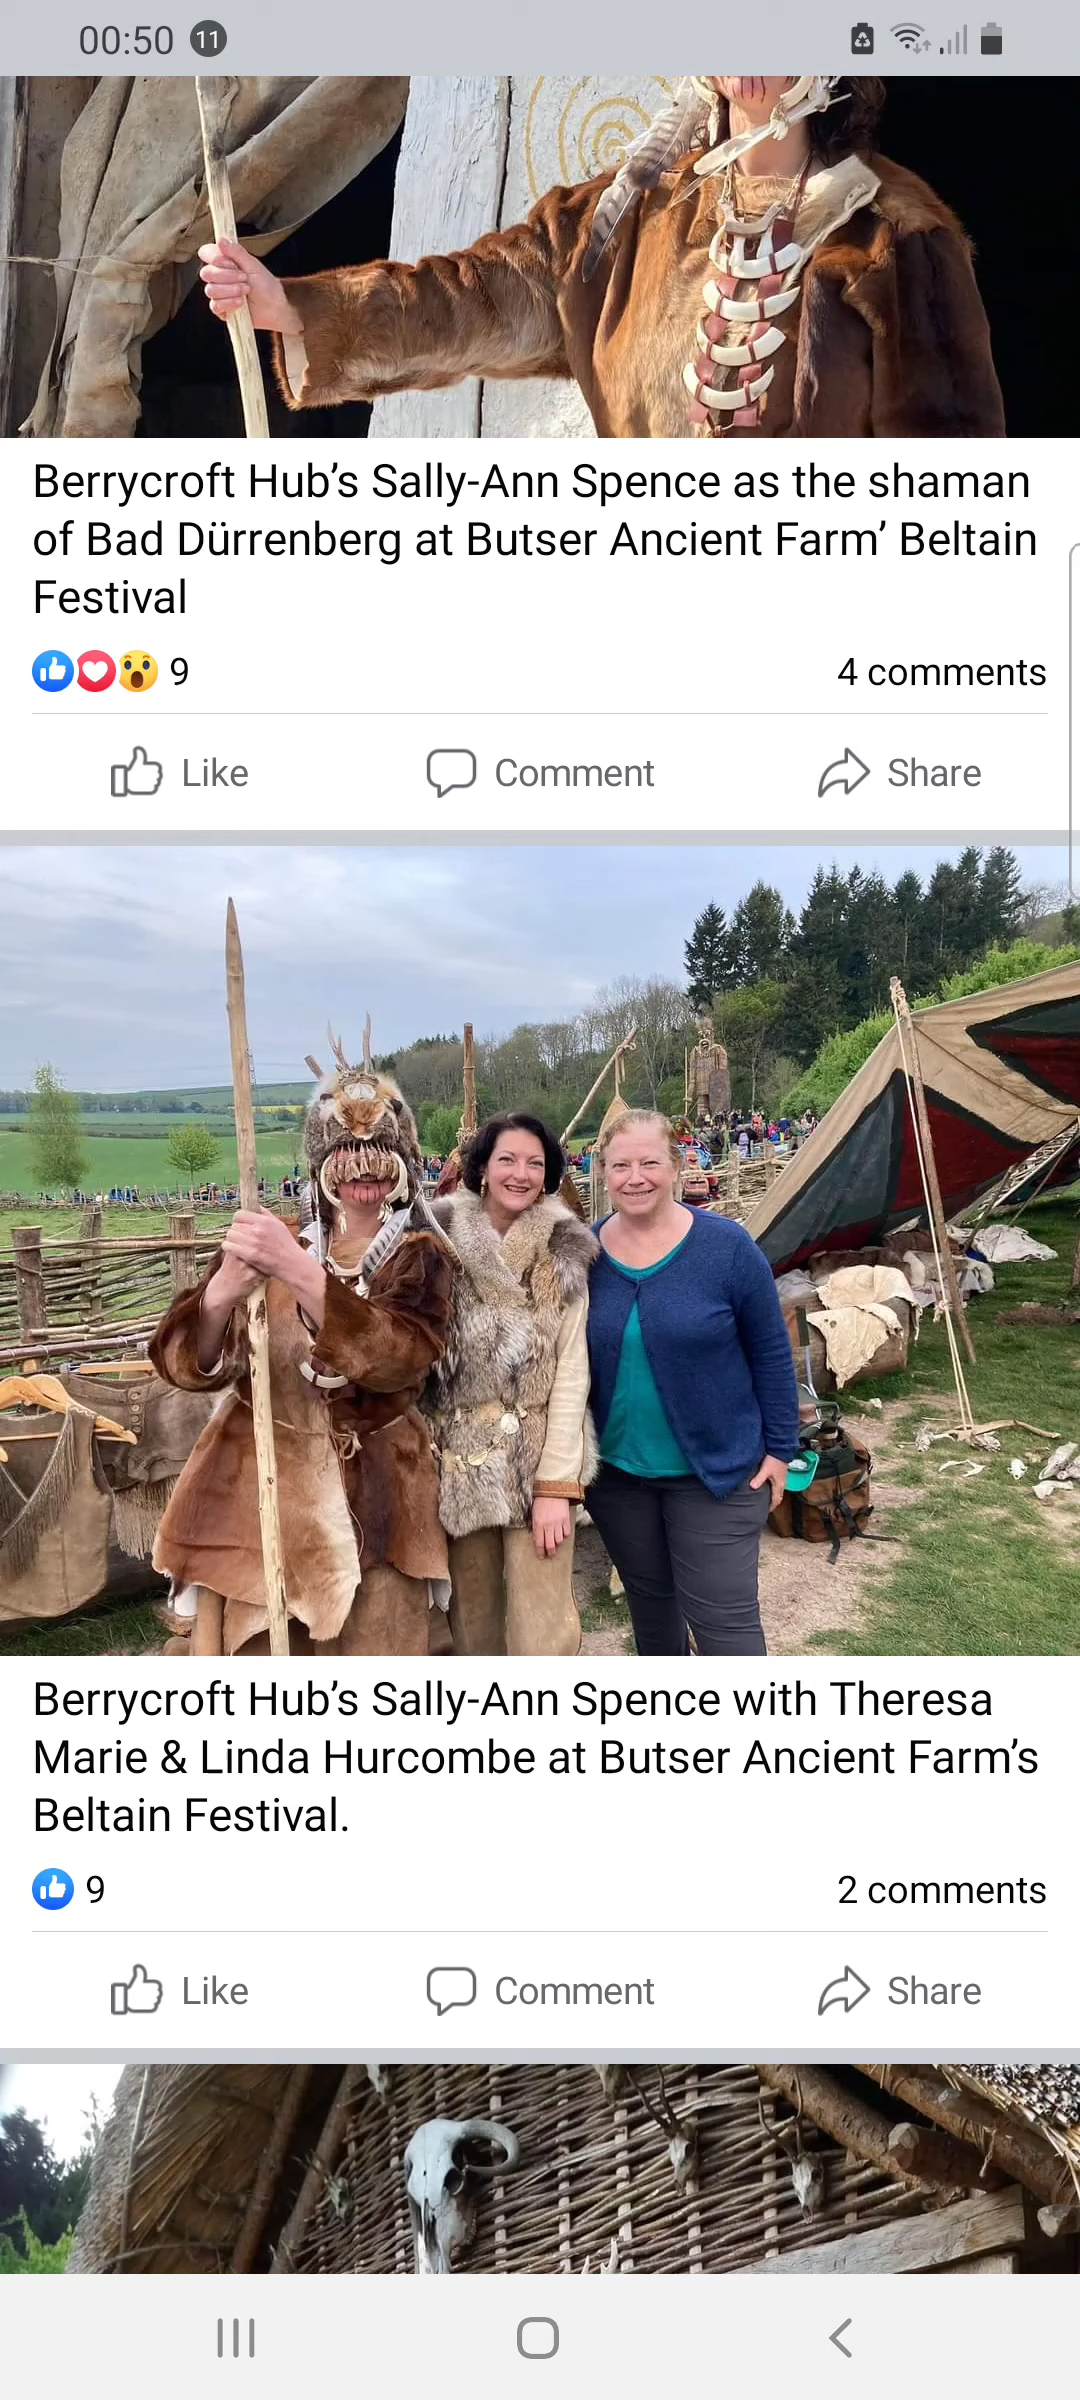 00:50 11
Berrycroft Hub’s Sally-Ann Spence as the shaman
of Bad Dürrenberg at Butser Ancient Farm’ Beltain
Festival
9 4 comments
Like Comment Share
Berrycroft Hub’s Sally-Ann Spence with Theresa
Marie & Linda Hurcombe at Butser Ancient Farm’s
Beltain Festival.
9 2 comments
Like Comment Share